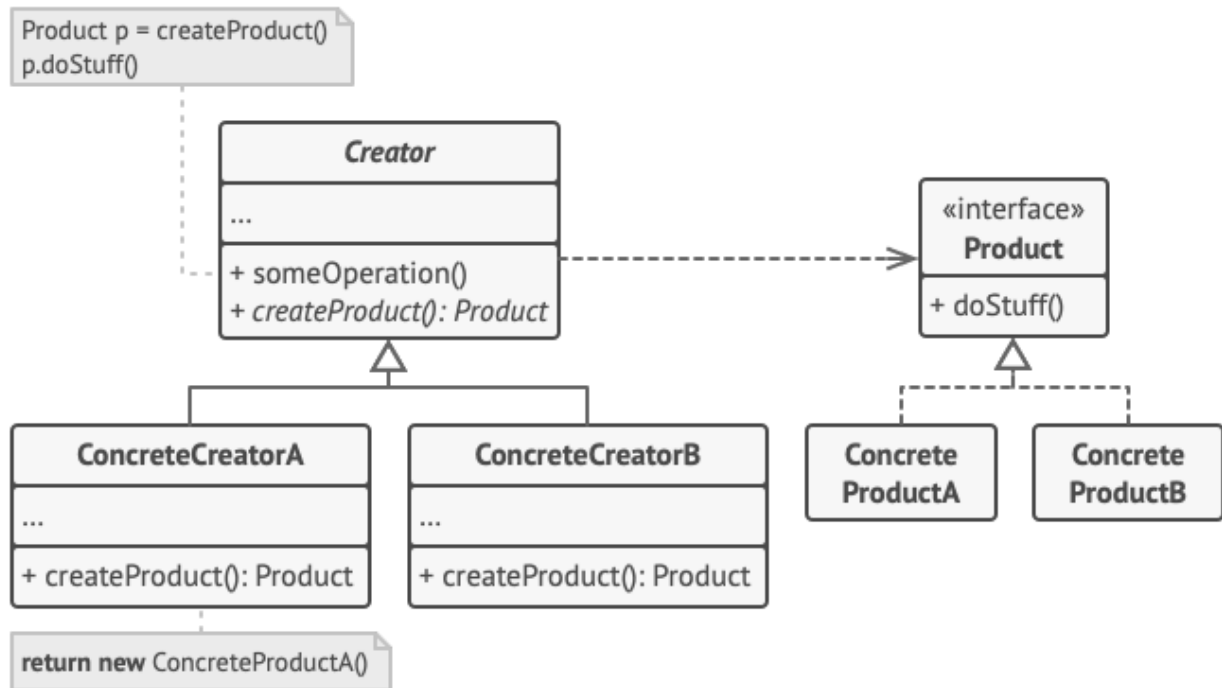 Product p = createProduct()
p.doStuff()
Creator
...
+ someOperation()
+ createProduct(): Product
«interface»
Product
+ doStuff()
ConcreteCreatorA
...
+ createProduct(): Product
ConcreteCreatorB
...
+ createProduct(): Product
Concrete
ProductA
Concrete
ProductB
return new ConcreteProductA()